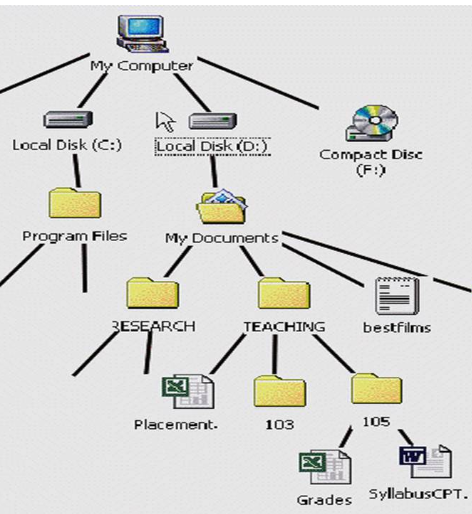 My Computer
Local Disk (C:)
Local Disk (D:)
Compact Disc
(F:)
Program Files
My Documents
RESEARCH
TEACHING
bestfilms
Placement.
103
105
Grades
SyllabusCPT.